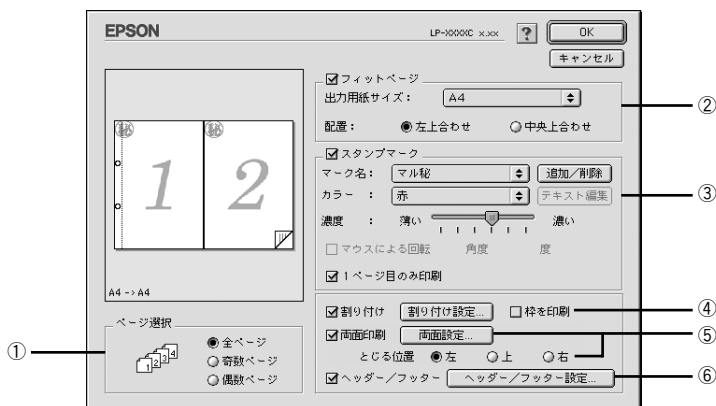 EPSON
LP-XXXXC x.xx
?
OK
キャンセル
フィットページ
出力用紙サイズ：
A4
配置：
左上合わせ
中央上合わせ
②
スタンプマーク
マーク名：
マル秘
追加／削除
カラー ：
赤
テキスト編集
③
濃度 ：
薄い
濃い
マウスによる回転
角度
度
1ページ目のみ印刷
㊙
㊙
1
2
A4 -> A4
割り付け
割り付け設定...
枠を印刷
④
両面印刷
両面設定...
⑤
とじる位置
左
上
右
ヘッダー／フッター
ヘッダー／フッター設定...
⑥
ページ選択
①
1
2
3
4
全ページ
奇数ページ
偶数ページ